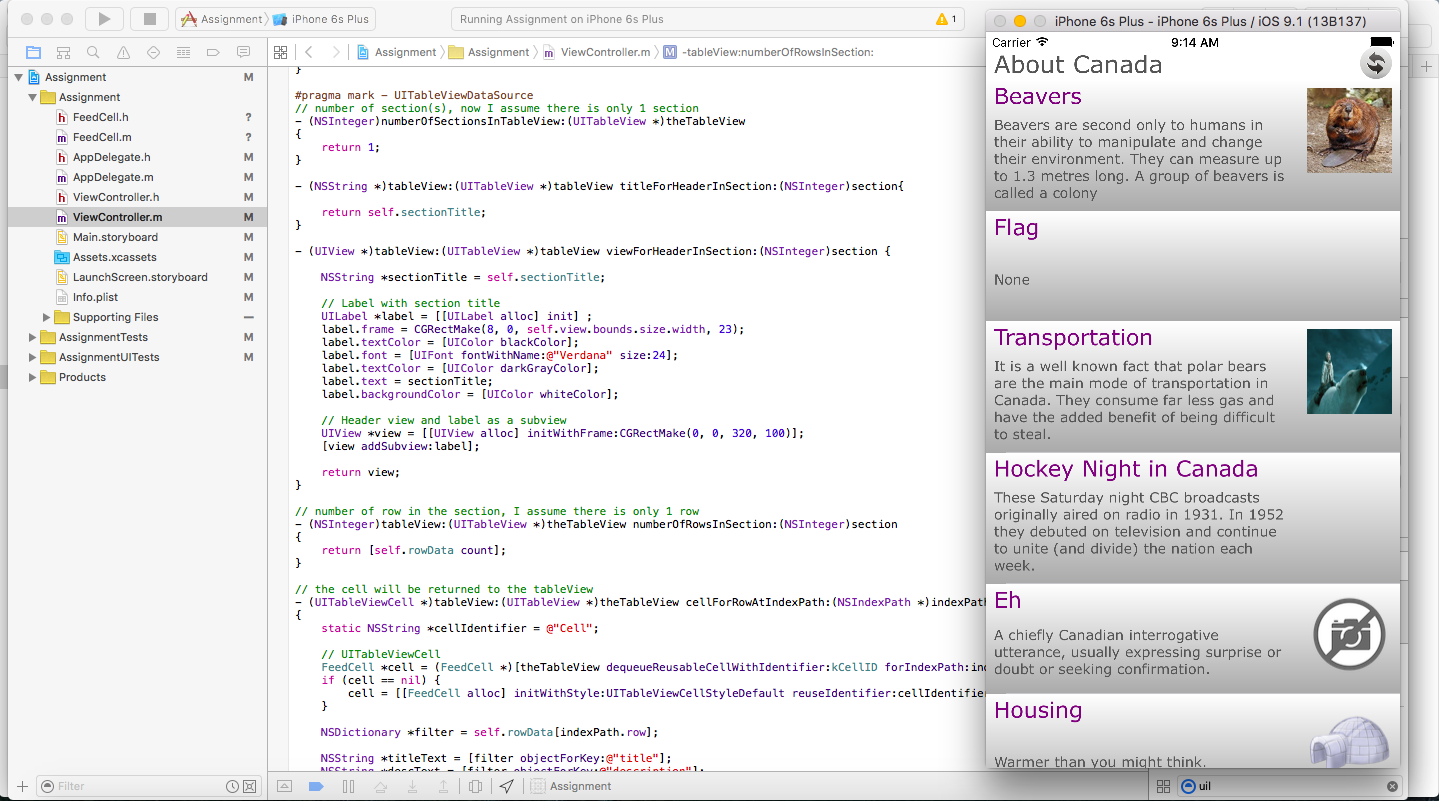 Assignment
iPhone 6s Plus
Running Assignment on iPhone 6s Plus
1
Assignment
Assignment
ViewController.m
M
-tableView:numberOfRowsInSection:
Assignment M
Assignment
FeedCell.h ?
FeedCell.m ?
AppDelegate.h M
AppDelegate.m M
ViewController.h M
ViewController.m M
Main.storyboard M
Assets.xcassets M
LaunchScreen.storyboard M
Info.plist M
Supporting Files —
AssignmentTests M
AssignmentUITests M
Products
Filter
}
#pragma mark - UITableViewDataSource
// number of section(s), now I assume there is only 1 section
- (NSInteger)numberOfSectionsInTableView:(UITableView *)theTableView
{
return 1;
}
- (NSString *)tableView:(UITableView *)tableView titleForHeaderInSection:(NSInteger)section{
return self.sectionTitle;
}
- (UIView *)tableView:(UITableView *)tableView viewForHeaderInSection:(NSInteger)section {
NSString *sectionTitle = self.sectionTitle;
// Label with section title
UILabel *label = [[UILabel alloc] init] ;
label.frame = CGRectMake(8, 0, self.view.bounds.size.width, 23);
label.textColor = [UIColor blackColor];
label.font = [UIFont fontWithName:@"Verdana" size:24];
label.textColor = [UIColor darkGrayColor];
label.text = sectionTitle;
label.backgroundColor = [UIColor whiteColor];
// Header view and label as a subview
UIView *view = [[UIView alloc] initWithFrame:CGRectMake(0, 0, 320, 100)];
[view addSubview:label];
return view;
}
// number of row in the section, I assume there is only 1 row
- (NSInteger)tableView:(UITableView *)theTableView numberOfRowsInSection:(NSInteger)section
{
return [self.rowData count];
}
// the cell will be returned to the tableView
- (UITableViewCell *)tableView:(UITableView *)theTableView cellForRowAtIndexPath:(NSIndexPath *)indexPath
{
static NSString *cellIdentifier = @"Cell";
// UITableViewCell
FeedCell *cell = (FeedCell *)[theTableView dequeueReusableCellWithIdentifier:kCellID forIndexPath:in
if (cell == nil) {
cell = [[FeedCell alloc] initWithStyle:UITableViewCellStyleDefault reuseIdentifier:cellIdentifie
}
NSDictionary *filter = self.rowData[indexPath.row];
NSString *titleText = [filter objectForKey:@"title"];
NSString *descText = [filter objectForKey:@"description"];
Assignment
uil
iPhone 6s Plus - iPhone 6s Plus / iOS 9.1 (13B137)
Carrier 9:14 AM
About Canada
Beavers
Beavers are second only to humans in
their ability to manipulate and change
their environment. They can measure up
to 1.3 metres long. A group of beavers is
called a colony
Flag
None
Transportation
It is a well known fact that polar bears
are the main mode of transportation in
Canada. They consume far less gas and
have the added benefit of being difficult
to steal.
Hockey Night in Canada
These Saturday night CBC broadcasts
originally aired on radio in 1931. In 1952
they debuted on television and continue
to unite (and divide) the nation each
week.
Eh
A chiefly Canadian interrogative
utterance, usually expressing surprise or
doubt or seeking confirmation.
Housing
Warmer than you might think.